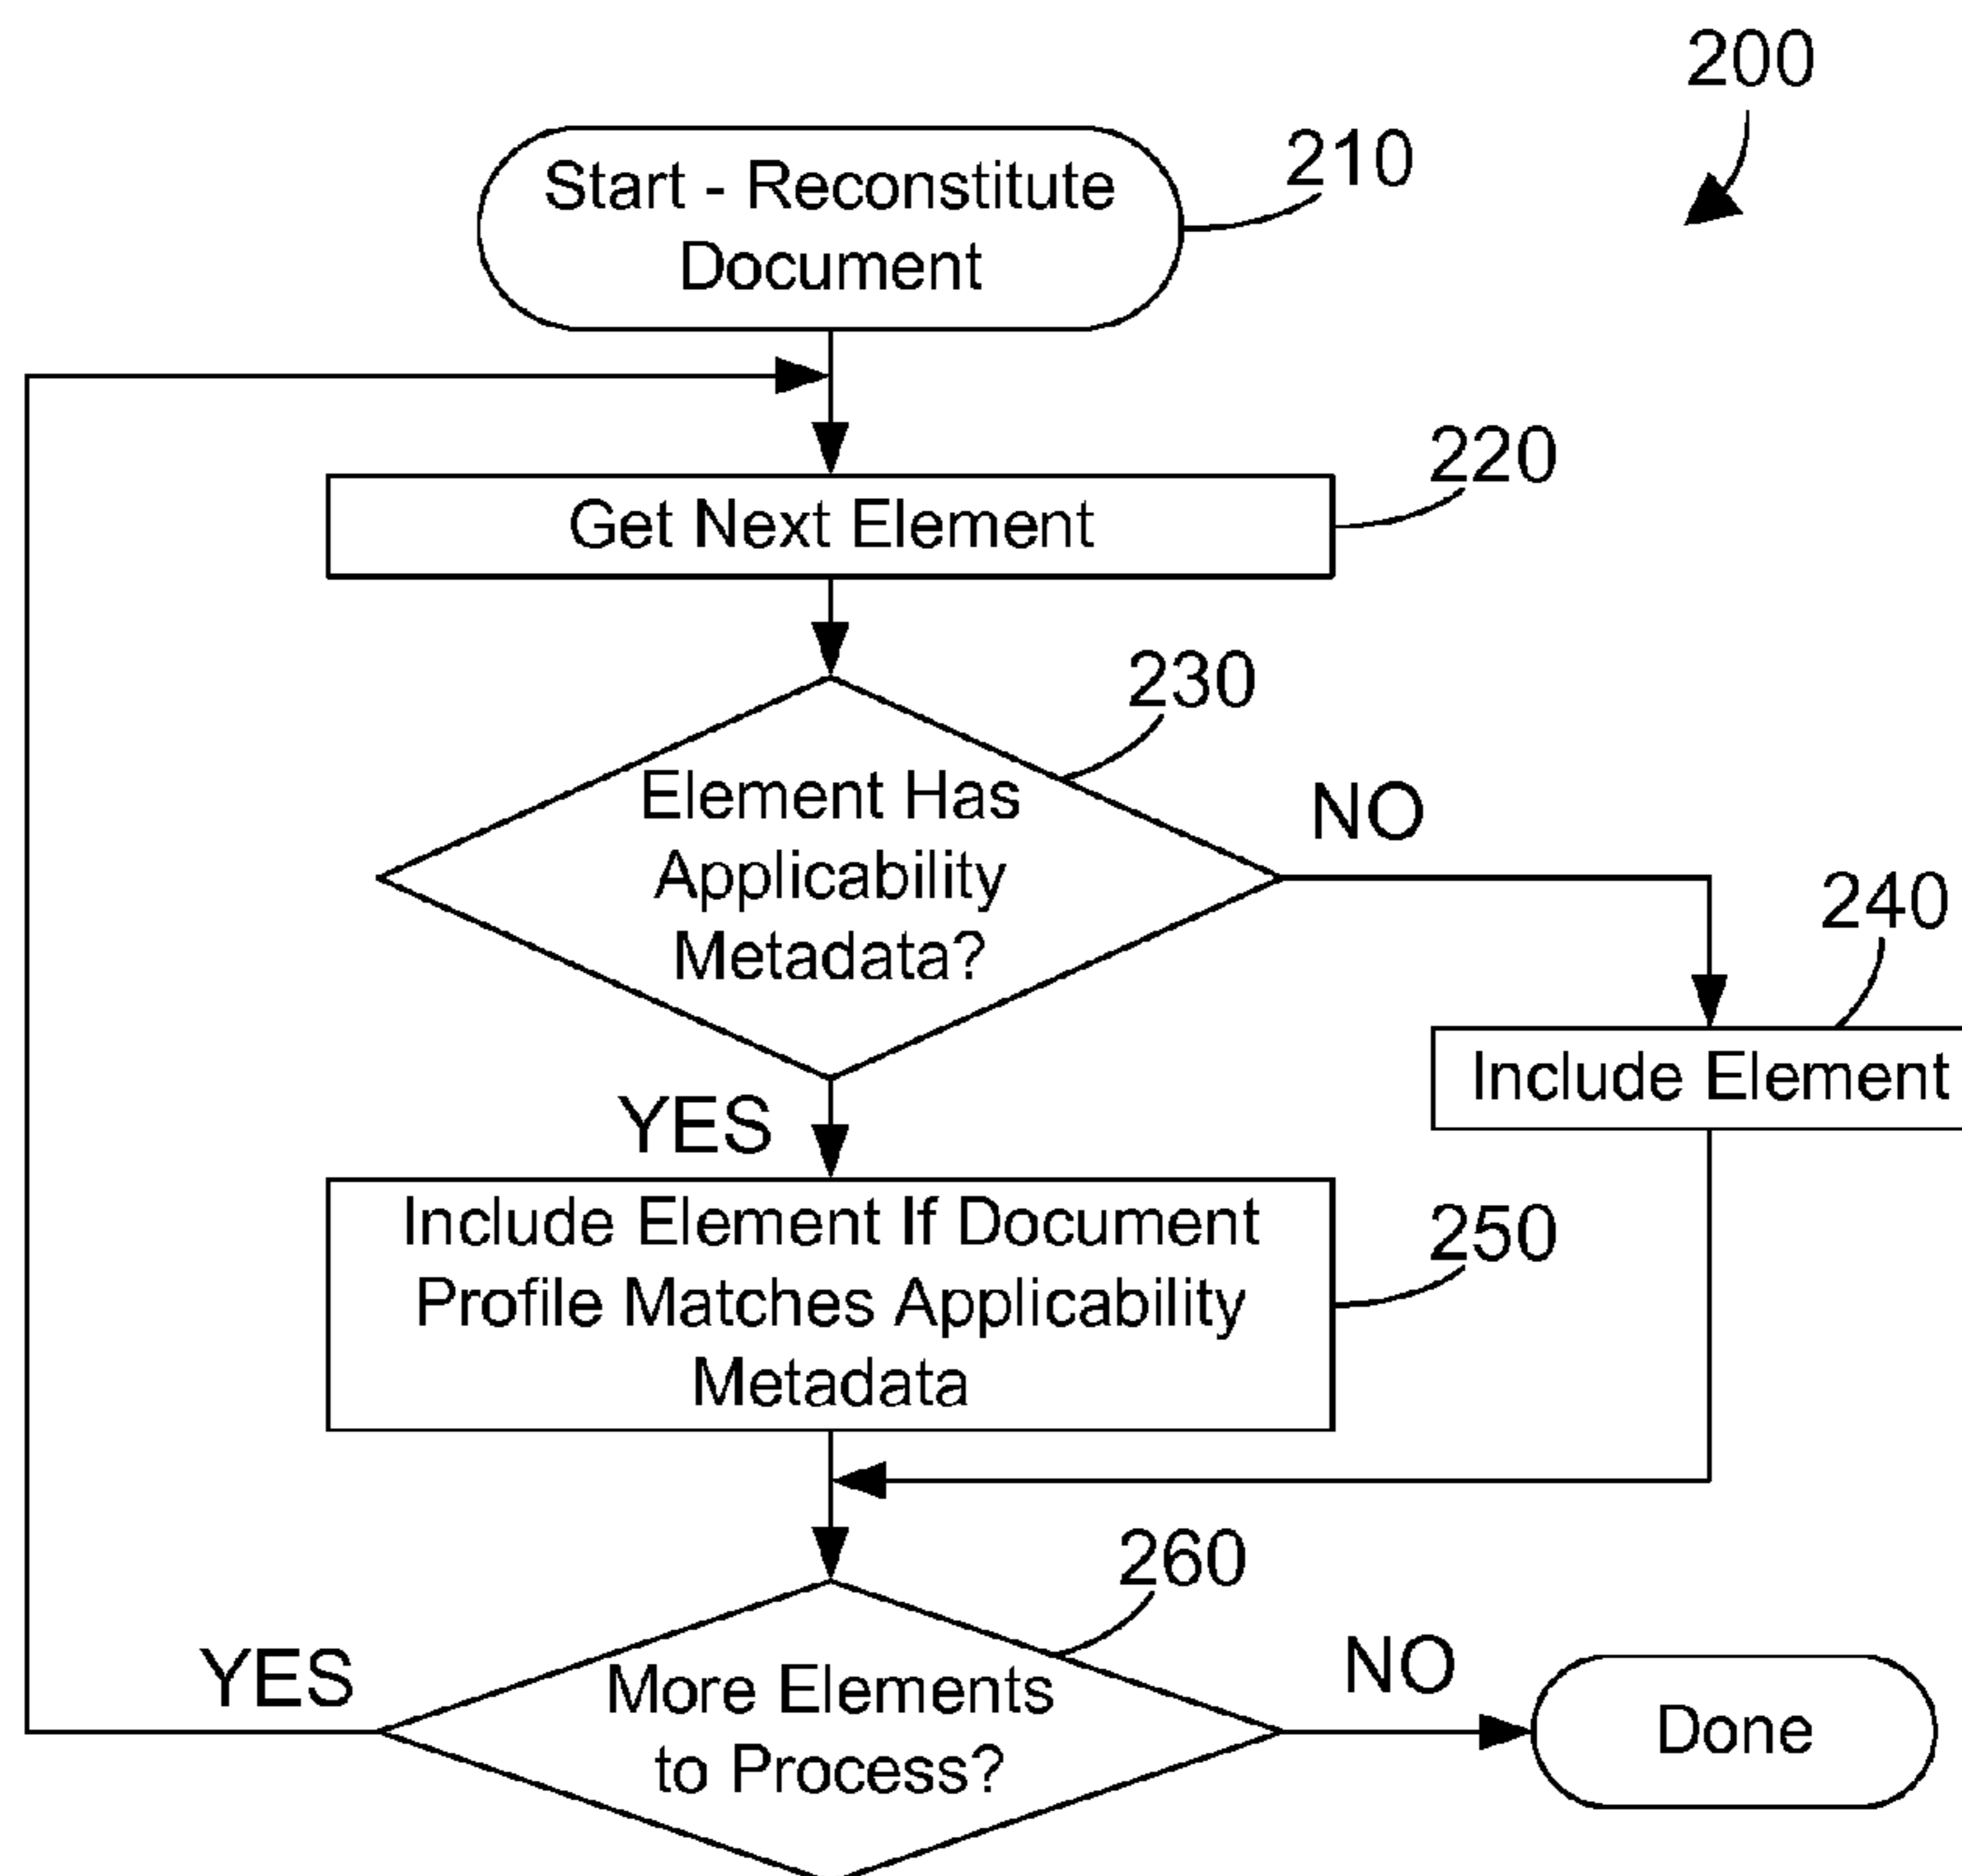 200
Start - Reconstitute
Document
210
Get Next Element
220
230
Element Has
Applicability
Metadata?
NO
240
Include Element
YES
Include Element If Document
Profile Matches Applicability
Metadata
250
260
More Elements
to Process?
YES
NO
Done